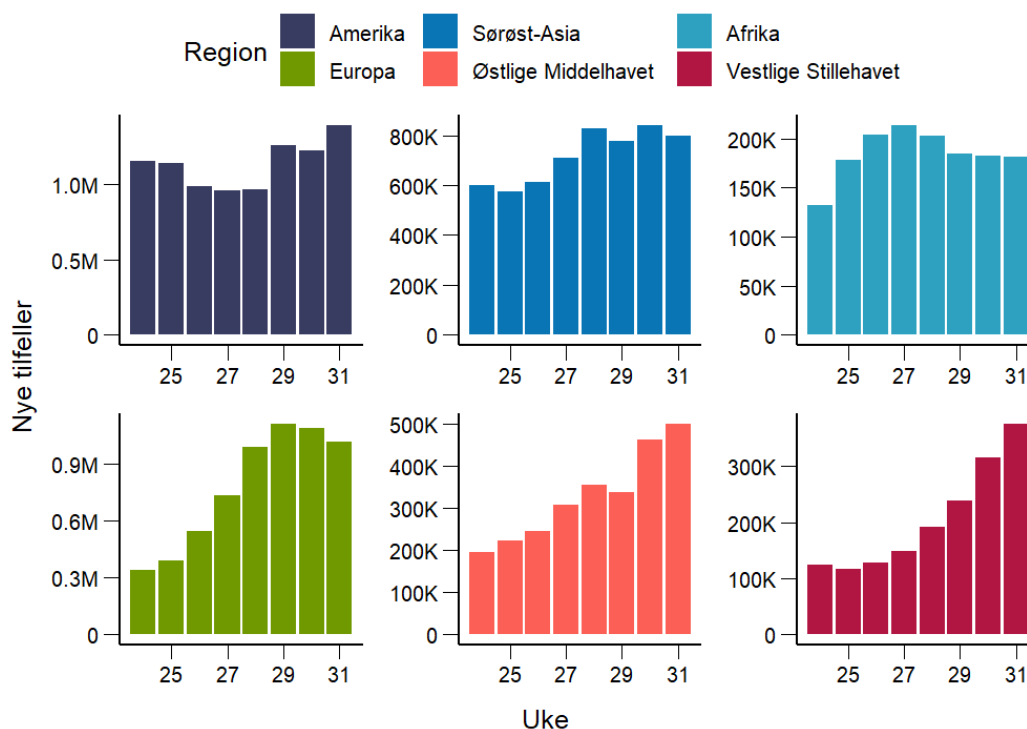 Region
Amerika
Sørøst-Asia
Afrika
Europa
Østlige Middelhavet
Vestlige Stillehavet
Nye tilfeller
1.0M
0.5M
0
25 27 29 31
800K
600K
400K
200K
0
25 27 29 31
200K
150K
100K
50K
0
25 27 29 31
0.9M
0.6M
0.3M
0
25 27 29 31
500K
400K
300K
200K
100K
0
25 27 29 31
300K
200K
100K
0
25 27 29 31
Uke